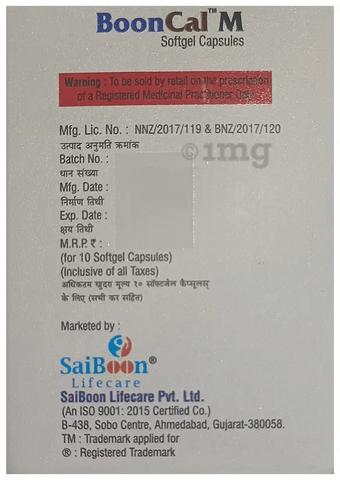 BoonCal™ M
Softgel Capsules
Warning : To be sold by retail on the prescription
of a Registered Medicinal Practitioner Only.
Mfg. Lic. No. : NNZ/2017/119 & BNZ/2017/120
उत्पाद अनुमति क्रमांक
Batch No. :
थान संख्या
©1mg
Mfg. Date :
निर्माण तिथी
Exp. Date :
क्षय तिथी
M.R.P. ₹ :
(for 10 Softgel Capsules)
(Inclusive of all Taxes)
अधिकतम खुदरा मूल्य १० सॉफ्टजेल कैप्सूलस्
के लिए (सभी कर सहित)
Marketed by :
SaiBoon®
Lifecare
SaiBoon Lifecare Pvt. Ltd.
(An ISO 9001: 2015 Certified Co.)
B-438, Sobo Centre, Ahmedabad, Gujarat-380058.
TM : Trademark applied for
® : Registered Trademark